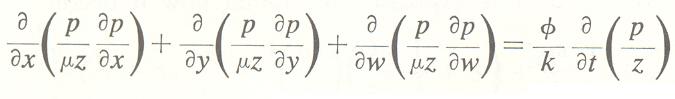 ∂/∂x (p/μz ∂p/∂x) + ∂/∂y (p/μz ∂p/∂y) + ∂/∂w (p/μz ∂p/∂w) = ϕ/k ∂/∂t (p/z)